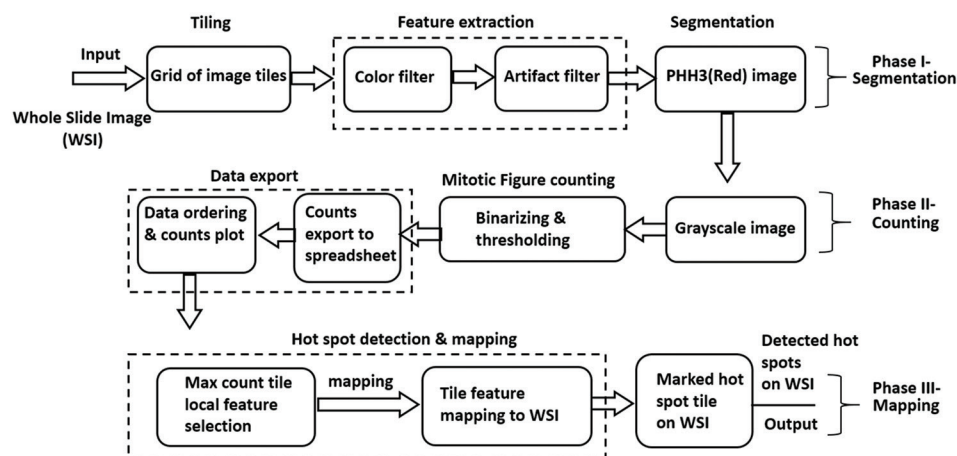 Tiling
Feature extraction
Segmentation
Input
Grid of image tiles
Color filter
Artifact filter
PHH3(Red) image
Phase I-
Segmentation
Whole Slide Image
(WSI)
Data export
Mitotic Figure counting
Data ordering
& counts plot
Counts
export to
spreadsheet
Binarizing &
thresholding
Grayscale image
Phase II-
Counting
Hot spot detection & mapping
Max count tile
local feature
selection
mapping
Tile feature
mapping to WSI
Marked hot
spot tile
on WSI
Detected hot
spots
on WSI
Output
Phase III-
Mapping